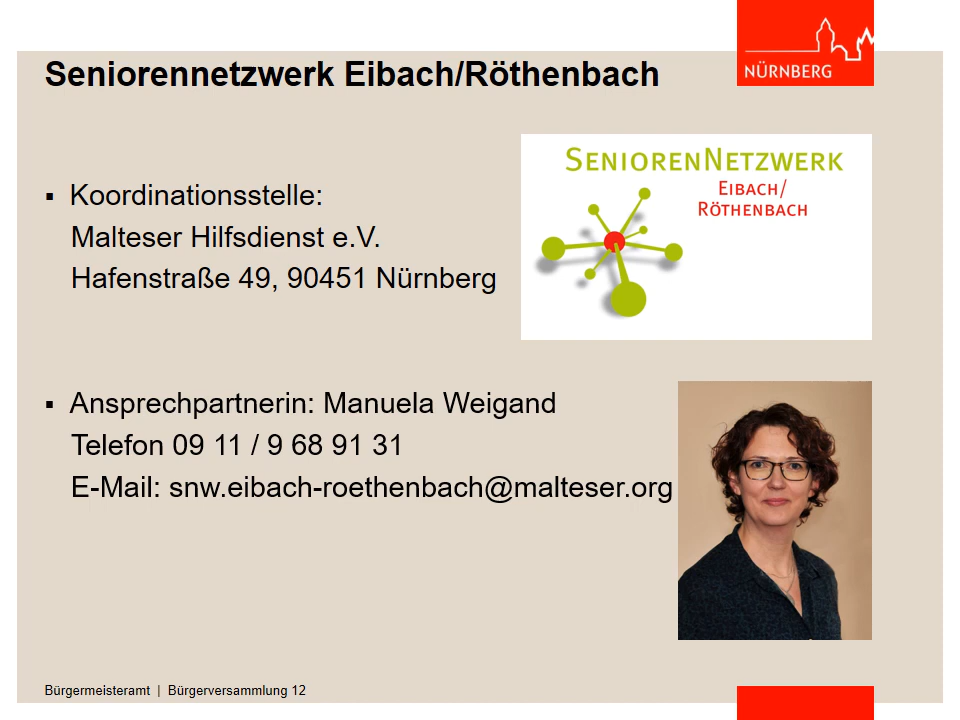 NÜRNBERG
Seniorennetzwerk Eibach/Röthenbach
SENIORENNETZWERK
EIBACH/
RÖTHENBACH
▪ Koordinationsstelle:
Malteser Hilfsdienst e.V.
Hafenstraße 49, 90451 Nürnberg
▪ Ansprechpartnerin: Manuela Weigand
Telefon 09 11 / 9 68 91 31
E-Mail: snw.eibach-roethenbach@malteser.org
Bürgermeisteramt | Bürgerversammlung 12